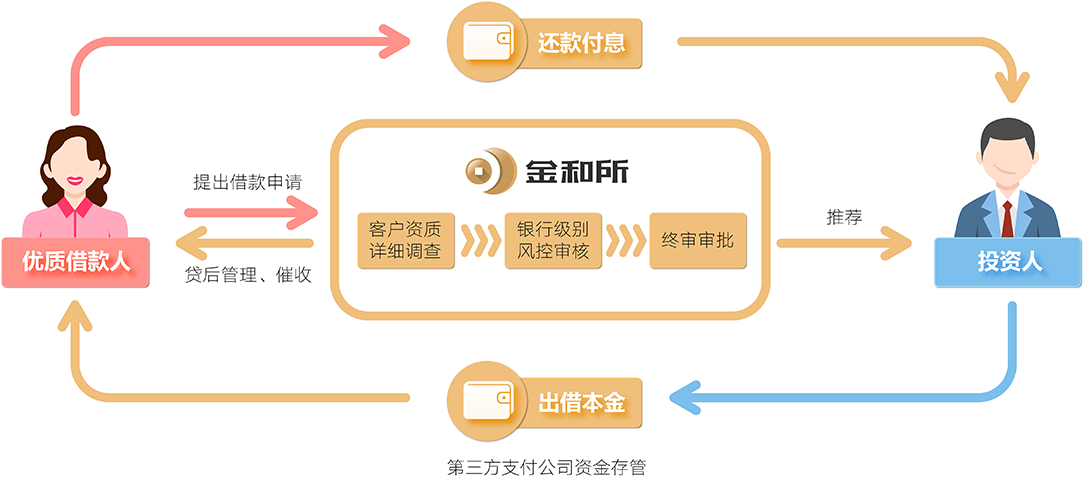 还款付息
金和所
提出借款申请
客户资质
详细调查
银行级别
风控审核
终审审批
推荐
优质借款人
贷后管理、催收
投资人
出借本金
第三方支付公司资金存管